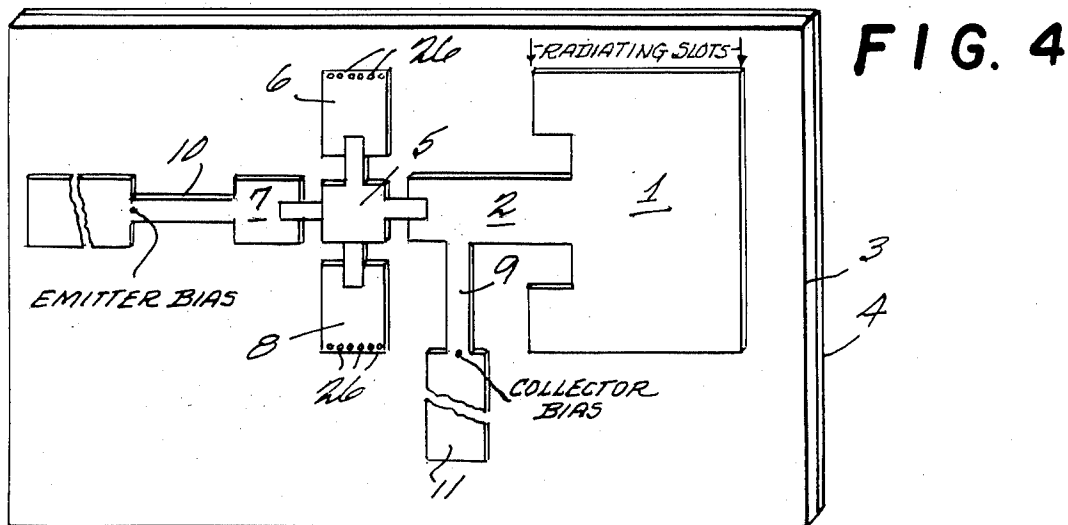 FIG. 4
RADIATING SLOTS
26
6
5
10
7
2
1
3
9
4
EMITTER BIAS
8
26
COLLECTOR
BIAS
11